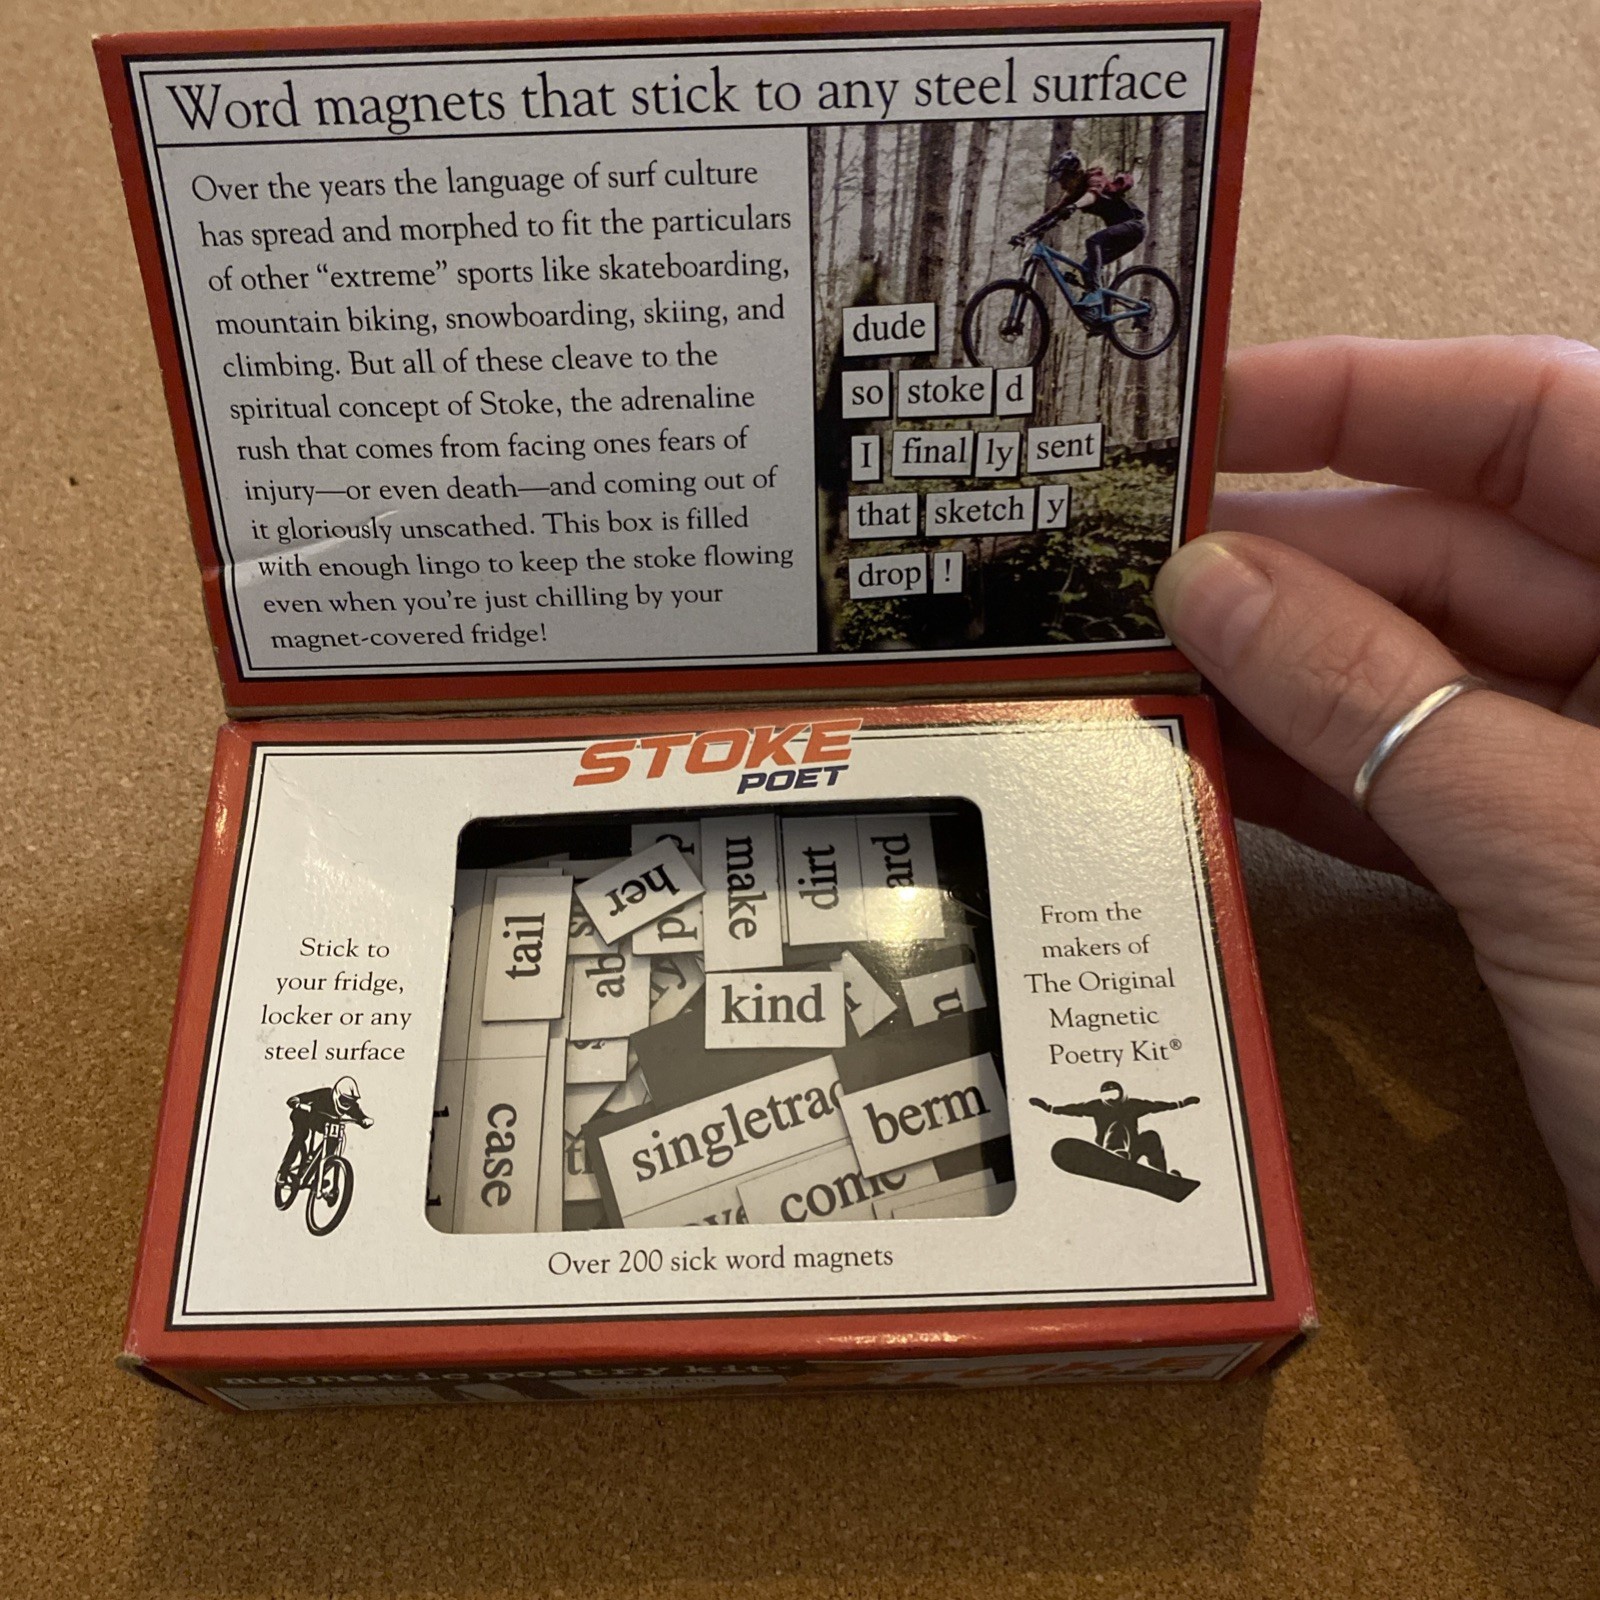 Word magnets that stick to any steel surface
Over the years the language of surf culture
has spread and morphed to fit the particulars
of other “extreme” sports like skateboarding,
mountain biking, snowboarding, skiing, and
climbing. But all of these cleave to the
spiritual concept of Stoke, the adrenaline
rush that comes from facing ones fears of
injury—or even death—and coming out of
it gloriously unscathed. This box is filled
with enough lingo to keep the stoke flowing
even when you’re just chilling by your
magnet-covered fridge!
dude
so stoke d
I final ly sent
that sketch y
drop !
STOKE
POET
Stick to
your fridge,
locker or any
steel surface
her
make
dirt
tail
kind
case
berm
come
From the
makers of
The Original
Magnetic
Poetry Kit®
Over 200 sick word magnets
magnetic poetry kit
STOKE